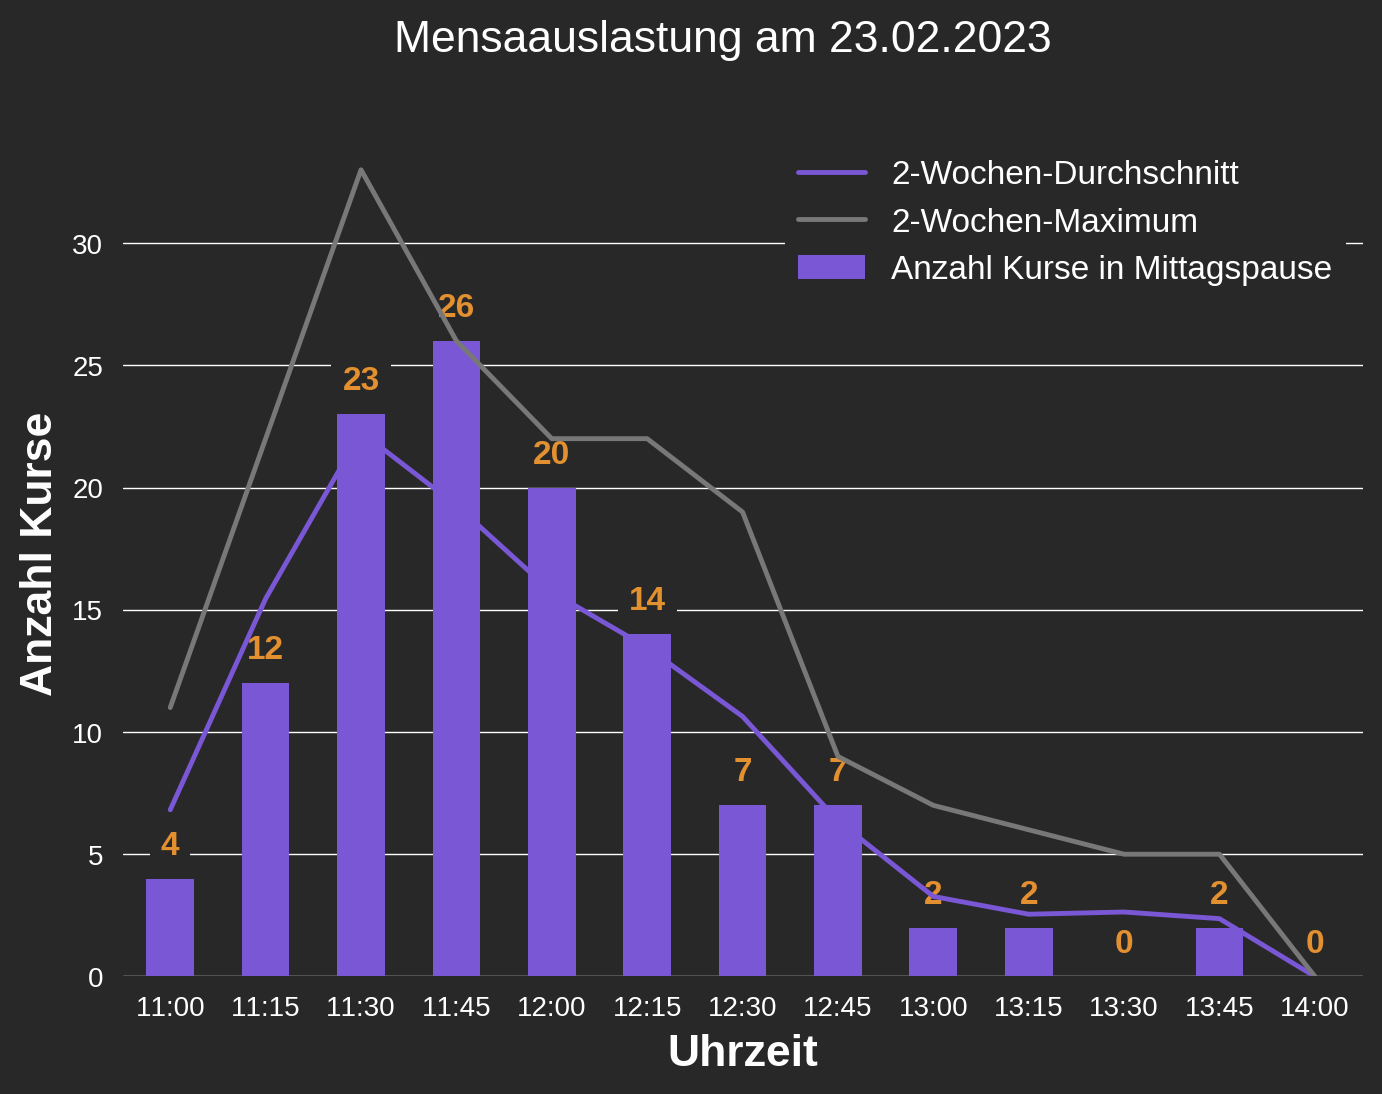 Mensaauslastung am 23.02.2023
2-Wochen-Durchschnitt
2-Wochen-Maximum
Anzahl Kurse in Mittagspause
Anzahl Kurse
30
25
20
15
10
5
0
4
12
23
26
20
14
7
7
2
2
0
2
0
11:00 11:15 11:30 11:45 12:00 12:15 12:30 12:45 13:00 13:15 13:30 13:45 14:00
Uhrzeit